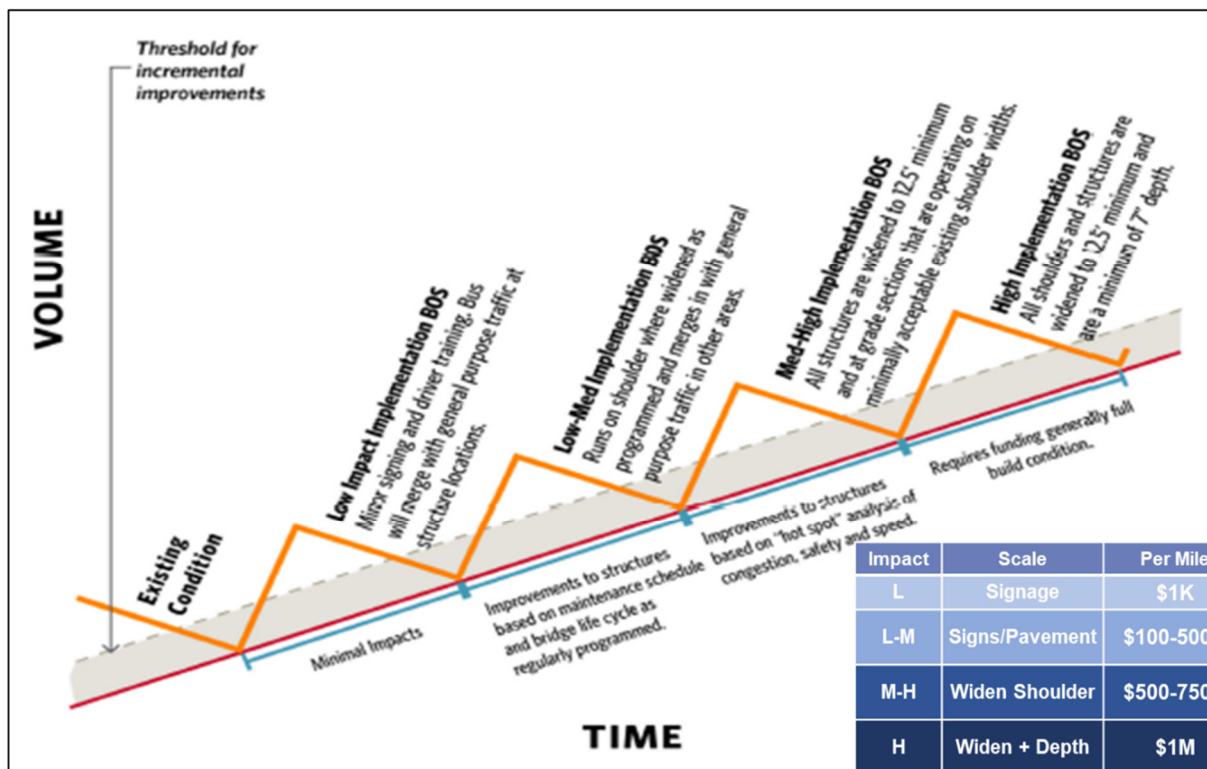 Threshold for
incremental
improvements
VOLUME
Existing
Condition
Low Impact Implementation BOS
Minor signing and driver training. Bus
will merge with general purpose traffic at
structure locations.
Low-Med Implementation BOS
Runs on shoulder where widened as
programmed and merges in with general
purpose traffic in other areas.
Med-High Implementation BOS
All structures are widened to 12.5' minimum
and at grade sections that are operating on
minimally acceptable existing shoulder widths.
High Implementation BOS
All shoulders and structures are
widened to 12.5' minimum and
are a minimum of 7" depth.
Minimal Impacts
Improvements to structures
based on maintenance schedule
and bridge life cycle as
regularly programmed.
Improvements to structures
based on "hot spot" analysis of
congestion, safety and speed.
Requires funding generally full
build condition.
TIME
Impact Scale Per Mile
L Signage $1K
L-M Signs/Pavement $100-500
M-H Widen Shoulder $500-750
H Widen + Depth $1M